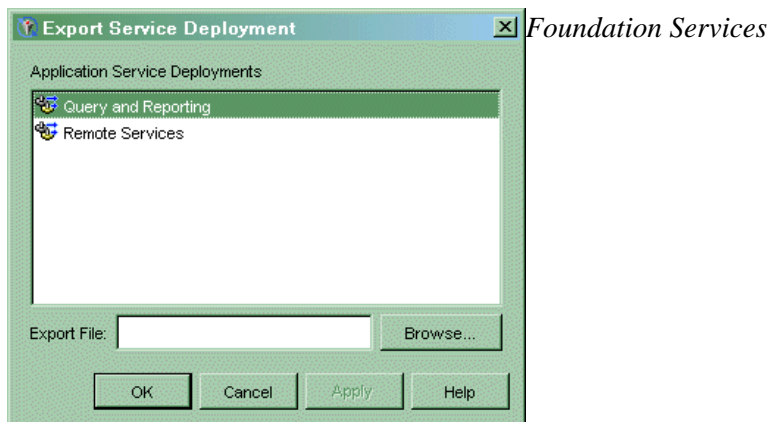 Export Service Deployment
Foundation Services
Application Service Deployments
Query and Reporting
Remote Services
Export File:
Browse...
OK
Cancel
Apply
Help